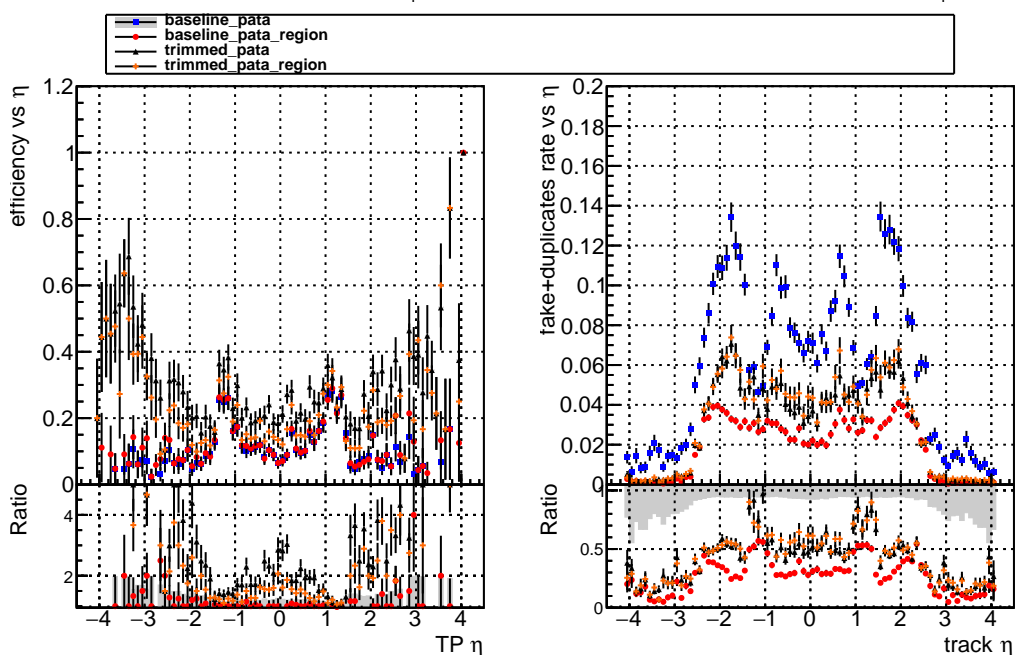 baseline_pata
baseline_pata_region
trimmed_pata
trimmed_pata_region
efficiency vs η
1.2
1
0.8
0.6
0.4
0.2
0
Ratio
4
2
−4 −3 −2 −1 0 1 2 3 4
TP η
fake+duplicates rate vs η
0.2
0.18
0.16
0.14
0.12
0.1
0.08
0.06
0.04
0.02
0
Ratio
0.5
0
−4 −3 −2 −1 0 1 2 3 4
track η